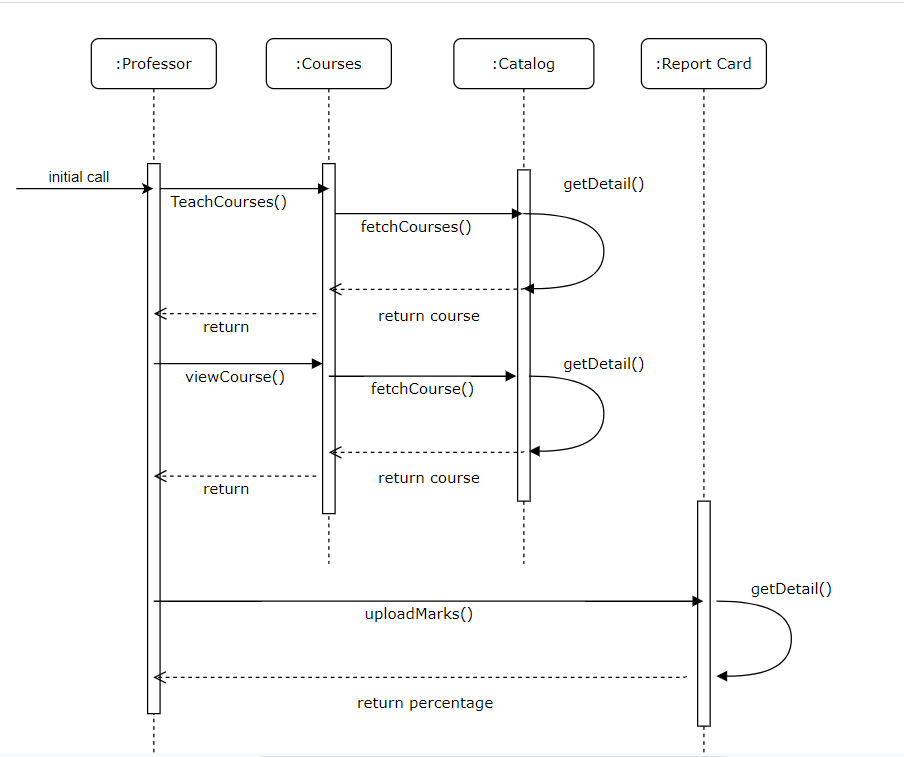 :Professor
:Courses
:Catalog
:Report Card
initial call
getDetail()
TeachCourses()
fetchCourses()
return course
return
getDetail()
viewCourse()
fetchCourse()
return course
return
getDetail()
uploadMarks()
return percentage